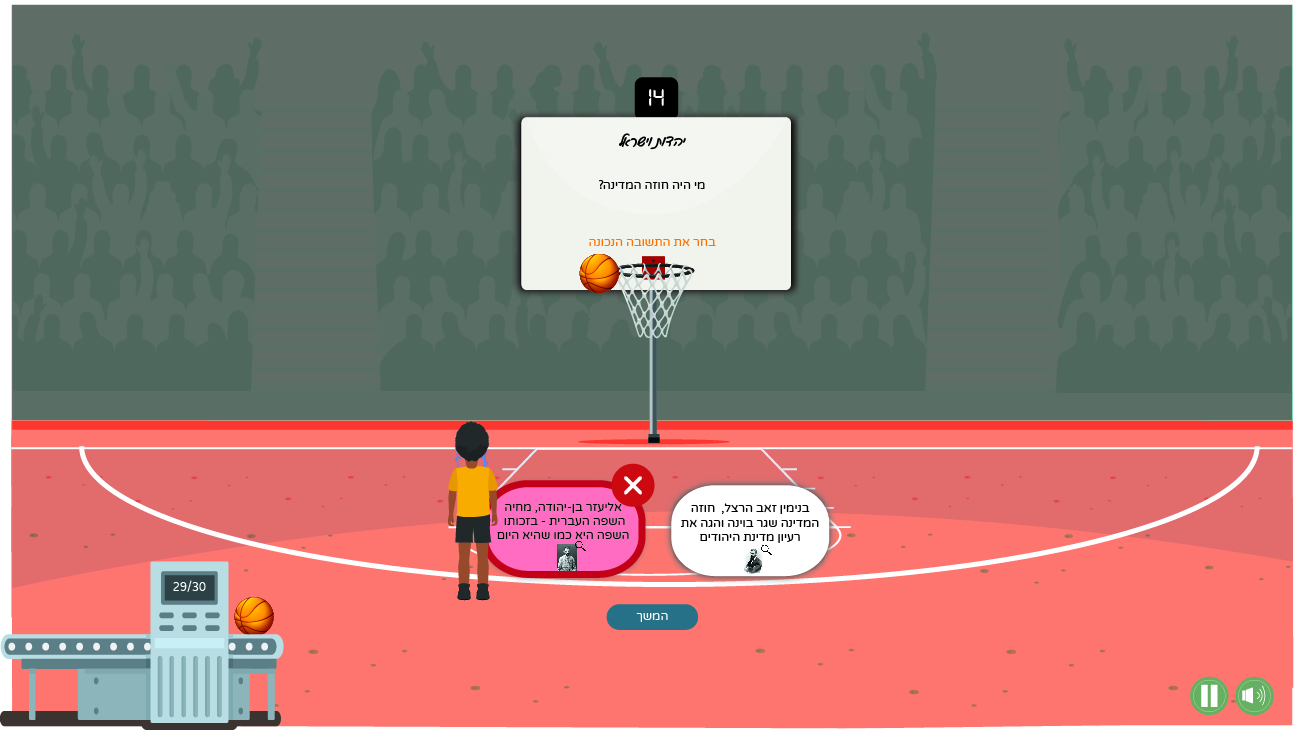 14
יהדות וישראל
מי היה חוזה המדינה?
בחר את התשובה הנכונה
בנימין זאב הרצל, חוזה
המדינה שגר בוינה והגה את
רעיון מדינת היהודים
אליעזר בן-יהודה, מחיה
השפה העברית - בזכותו
השפה היא כמו שהיא היום
המשך
29/30